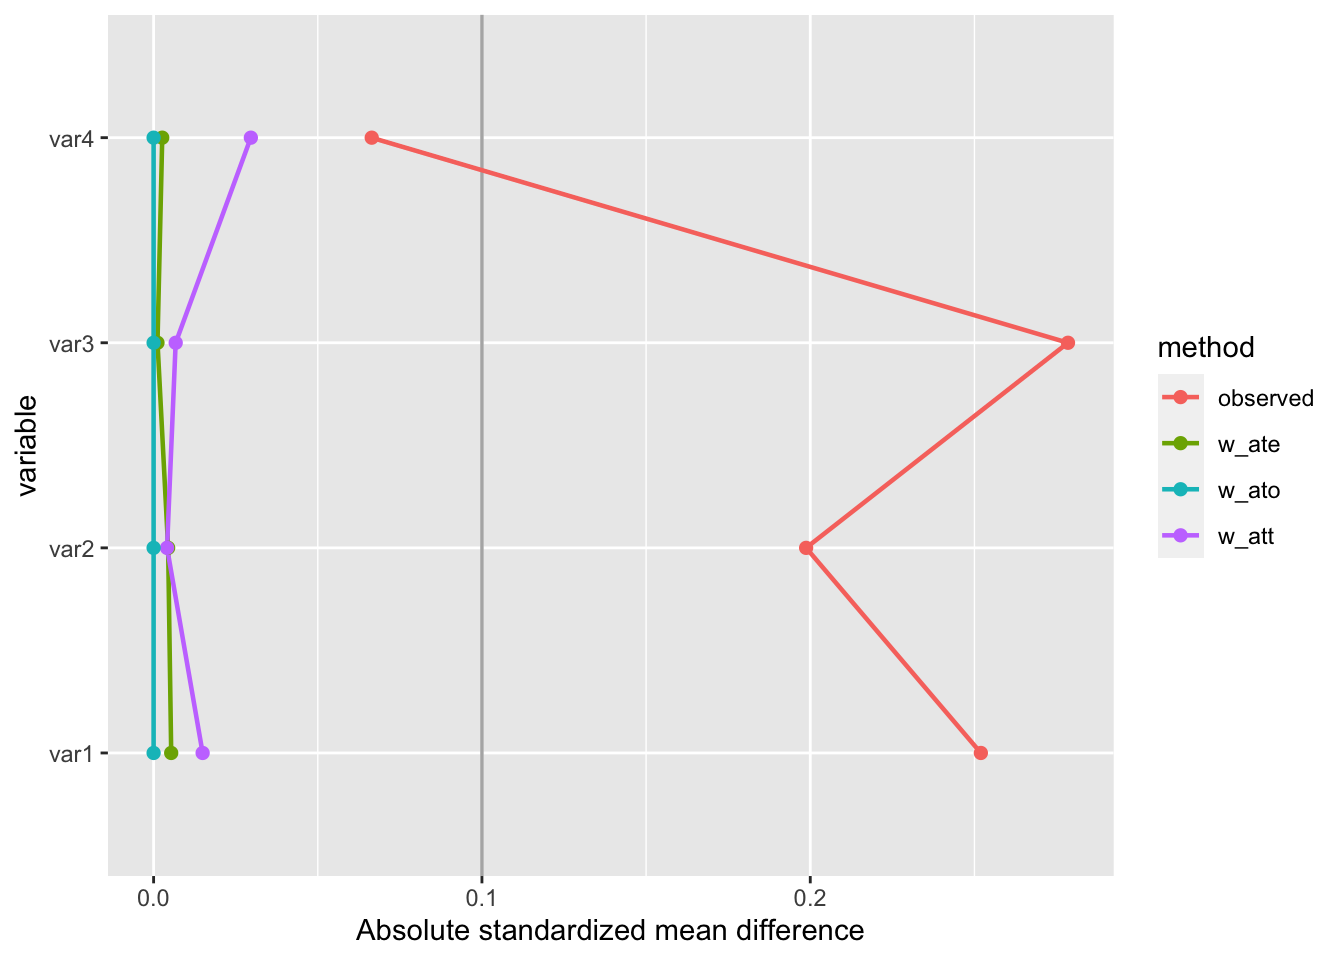 var4
var3
var2
var1
variable
0.0
0.1
0.2
Absolute standardized mean difference
method
observed
w_ate
w_ato
w_att